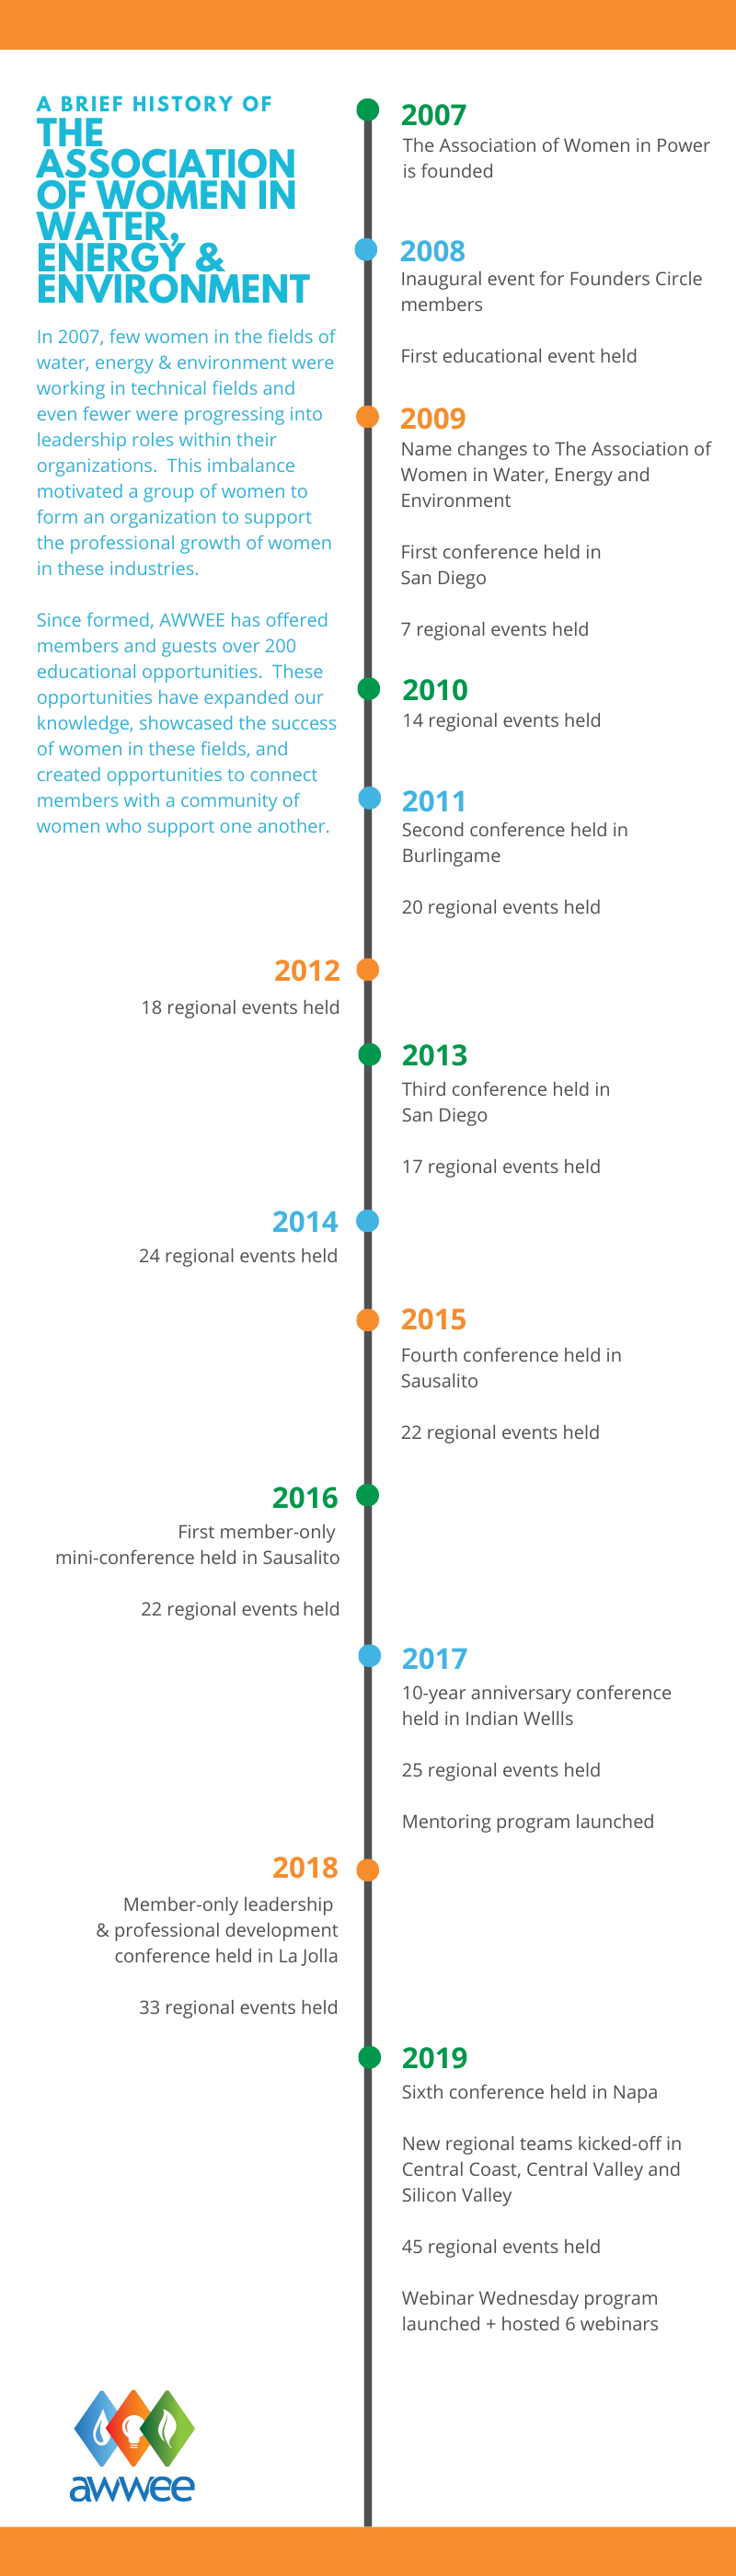 A BRIEF HISTORY OF
THE
ASSOCIATION
OF WOMEN IN
WATER,
ENERGY &
ENVIRONMENT
In 2007, few women in the fields of
water, energy & environment were
working in technical fields and
even fewer were progressing into
leadership roles within their
organizations.  This imbalance
motivated a group of women to
form an organization to support
the professional growth of women
in these industries.
Since formed, AWWEE has offered
members and guests over 200
educational opportunities.  These
opportunities have expanded our
knowledge, showcased the success
of women in these fields, and
created opportunities to connect
members with a community of
women who support one another.
2007
The Association of Women in Power
is founded
2008
Inaugural event for Founders Circle
members
First educational event held
2009
Name changes to The Association of
Women in Water, Energy and
Environment
First conference held in
San Diego
7 regional events held
2010
14 regional events held
2011
Second conference held in
Burlingame
20 regional events held
2012
18 regional events held
2013
Third conference held in
San Diego
17 regional events held
2014
24 regional events held
2015
Fourth conference held in
Sausalito
22 regional events held
2016
First member-only
mini-conference held in Sausalito
22 regional events held
2017
10-year anniversary conference
held in Indian Wellls
25 regional events held
Mentoring program launched
2018
Member-only leadership
& professional development
conference held in La Jolla
33 regional events held
2019
Sixth conference held in Napa
New regional teams kicked-off in
Central Coast, Central Valley and
Silicon Valley
45 regional events held
Webinar Wednesday program
launched + hosted 6 webinars
awwee